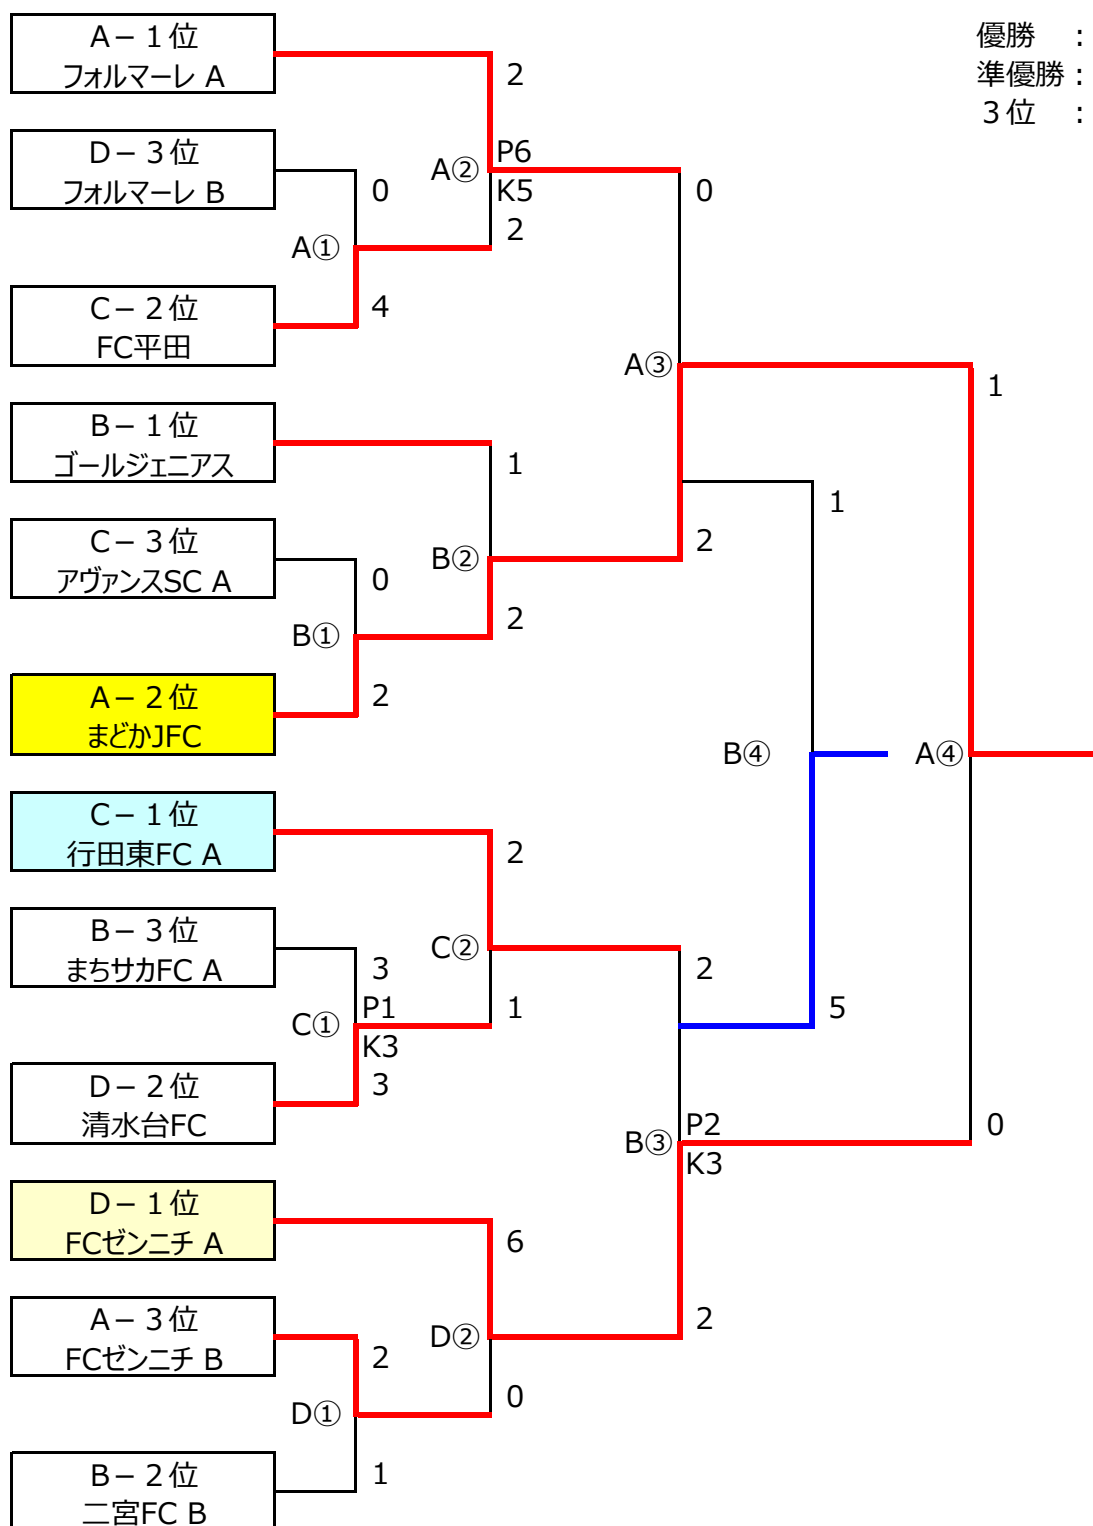 A－１位
フォルマーレ A
優勝　：
準優勝：
３位　：
2
D－３位
フォルマーレ B
A②
P6
K5
0
0
2
A①
C－２位
FC平田
4
A③
1
B－１位
ゴールジェニアス
1
1
C－３位
アヴァンスSC A
B②
2
0
2
B①
A－２位
まどかJFC
2
B④
A④
C－１位
行田東FC A
2
B－３位
まちサカFC A
C②
3
2
P1
1
5
C①
K3
D－２位
清水台FC
3
P2
0
B③
K3
D－１位
FCゼンニチ A
6
A－３位
FCゼンニチ B
2
D②
2
0
D①
B－２位
二宮FC B
1